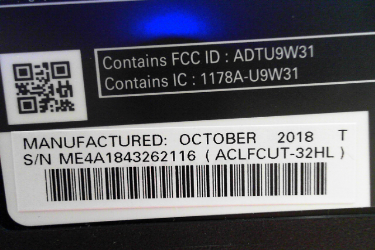 Contains FCC ID : ADTU9W31
Contains IC : 1178A-U9W31
MANUFACTURED: OCTOBER 2018 T
S/N ME4A1843262116 ( ACLFCUT-32HL )